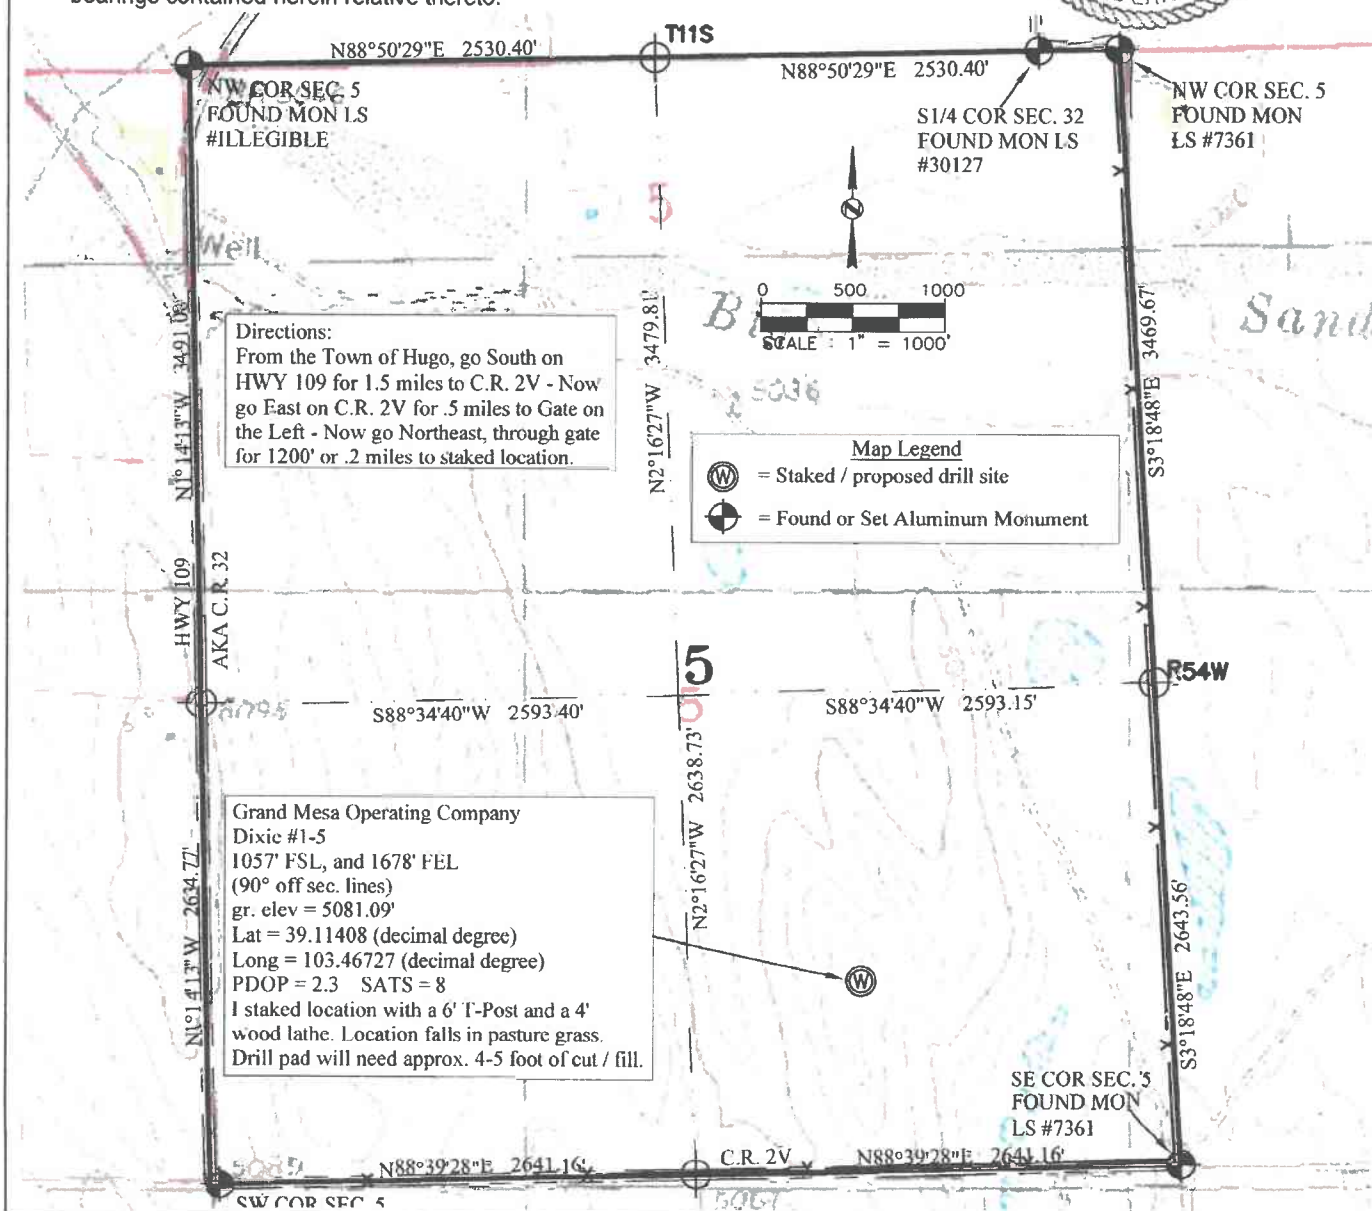 bearings contained herein relative thereto.
T11S
N88°50'29"E 2530.40'
N88°50'29"E 2530.40'
NW COR SEC. 5
FOUND MON LS
#ILLEGIBLE
S1/4 COR SEC. 32
FOUND MON LS
#30127
NW COR SEC. 5
FOUND MON
LS #7361
5
N
Well
0 500 1000
SCALE : 1" = 1000'
Sand
Directions:
From the Town of Hugo, go South on
HWY 109 for 1.5 miles to C.R. 2V - Now
go East on C.R. 2V for .5 miles to Gate on
the Left - Now go Northeast, through gate
for 1200' or .2 miles to staked location.
N1°14'13"W 3491.06'
N2°16'27"W 3479.81'
S3°18'48"E 3469.67'
5036
Map Legend
W = Staked / proposed drill site
= Found or Set Aluminum Monument
HWY 109
AKA C.R. 32
5
5
R54W
S88°34'40"W 2593.40'
S88°34'40"W 2593.15'
N1°14'13"W 2634.77'
N2°16'27"W 2638.73'
S3°18'48"E 2643.56'
Grand Mesa Operating Company
Dixie #1-5
1057' FSL, and 1678' FEL
(90° off sec. lines)
gr. elev = 5081.09'
Lat = 39.11408 (decimal degree)
Long = 103.46727 (decimal degree)
PDOP = 2.3 SATS = 8
I staked location with a 6' T-Post and a 4'
wood lathe. Location falls in pasture grass.
Drill pad will need approx. 4-5 foot of cut / fill.
W
SE COR SEC. 5
FOUND MON
LS #7361
N88°39'28"E 2641.16'
C.R. 2V
N88°39'28"E 2641.16'
SW COR SEC. 5